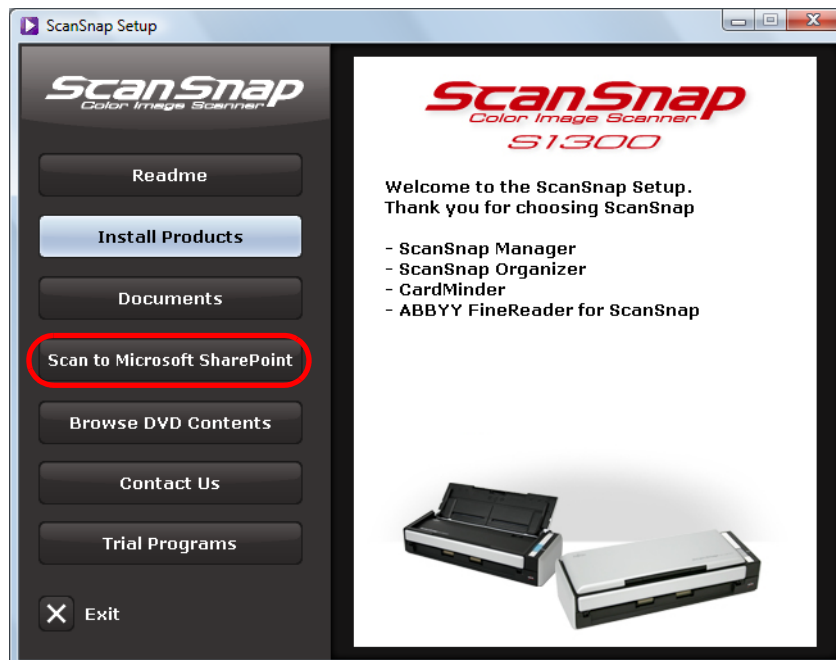 ScanSnap Setup
ScanSnap
Color Image Scanner
Readme
Install Products
Documents
Scan to Microsoft SharePoint
Browse DVD Contents
Contact Us
Trial Programs
Exit
ScanSnap
Color Image Scanner
S1300
Welcome to the ScanSnap Setup.
Thank you for choosing ScanSnap
- ScanSnap Manager
- ScanSnap Organizer
- CardMinder
- ABBYY FineReader for ScanSnap